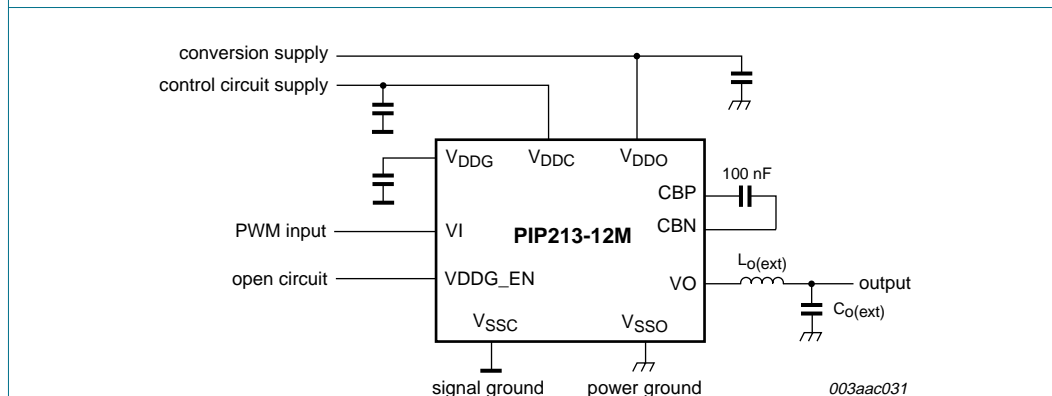 conversion supply
control circuit supply
VDDG VDDC VDDO
100 nF
CBP
CBN
PWM input VI PIP213-12M
Lo(ext)
open circuit VDDG_EN VO output
Co(ext)
VSSC VSSO
signal ground power ground 003aac031